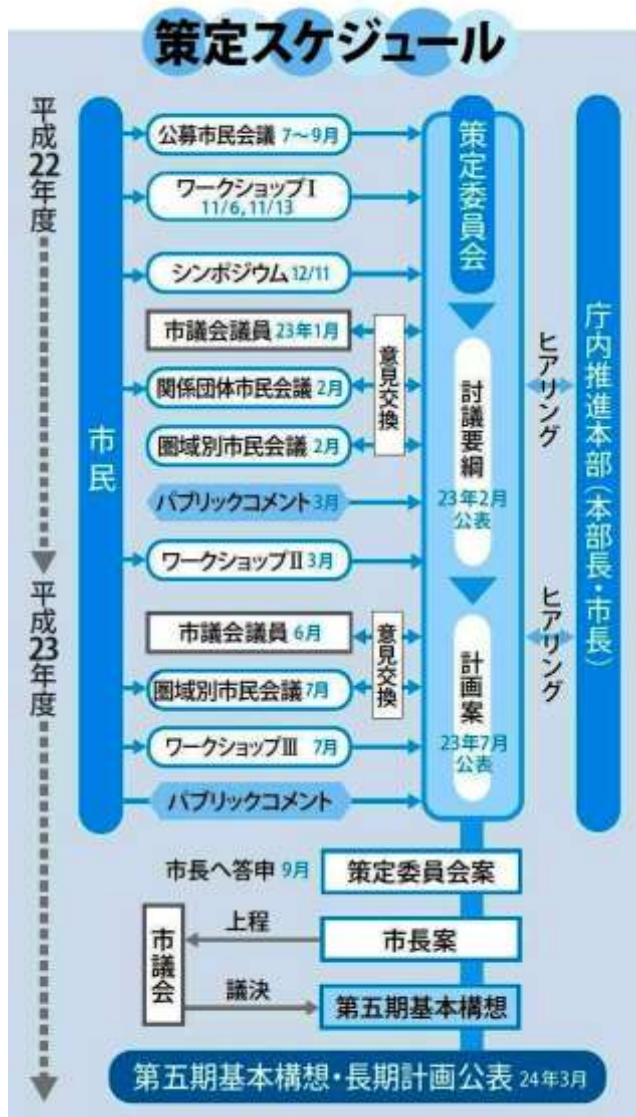 策定スケジュール
平成22年度
平成23年度
市民
公募市民会議 7〜9月
ワークショップⅠ
11/6, 11/13
シンポジウム 12/11
市議会議員 23年1月
関係団体市民会議 2月
圏域別市民会議 2月
意見交換
パブリックコメント 3月
ワークショップⅡ 3月
市議会議員 6月
圏域別市民会議 7月
意見交換
ワークショップⅢ 7月
パブリックコメント
策定委員会
討議要綱
23年2月
公表
計画案
23年7月
公表
ヒアリング
ヒアリング
庁内推進本部(本部長・市長)
市長へ答申 9月
策定委員会案
上程
市長案
市議会
議決
第五期基本構想
第五期基本構想・長期計画公表 24年3月